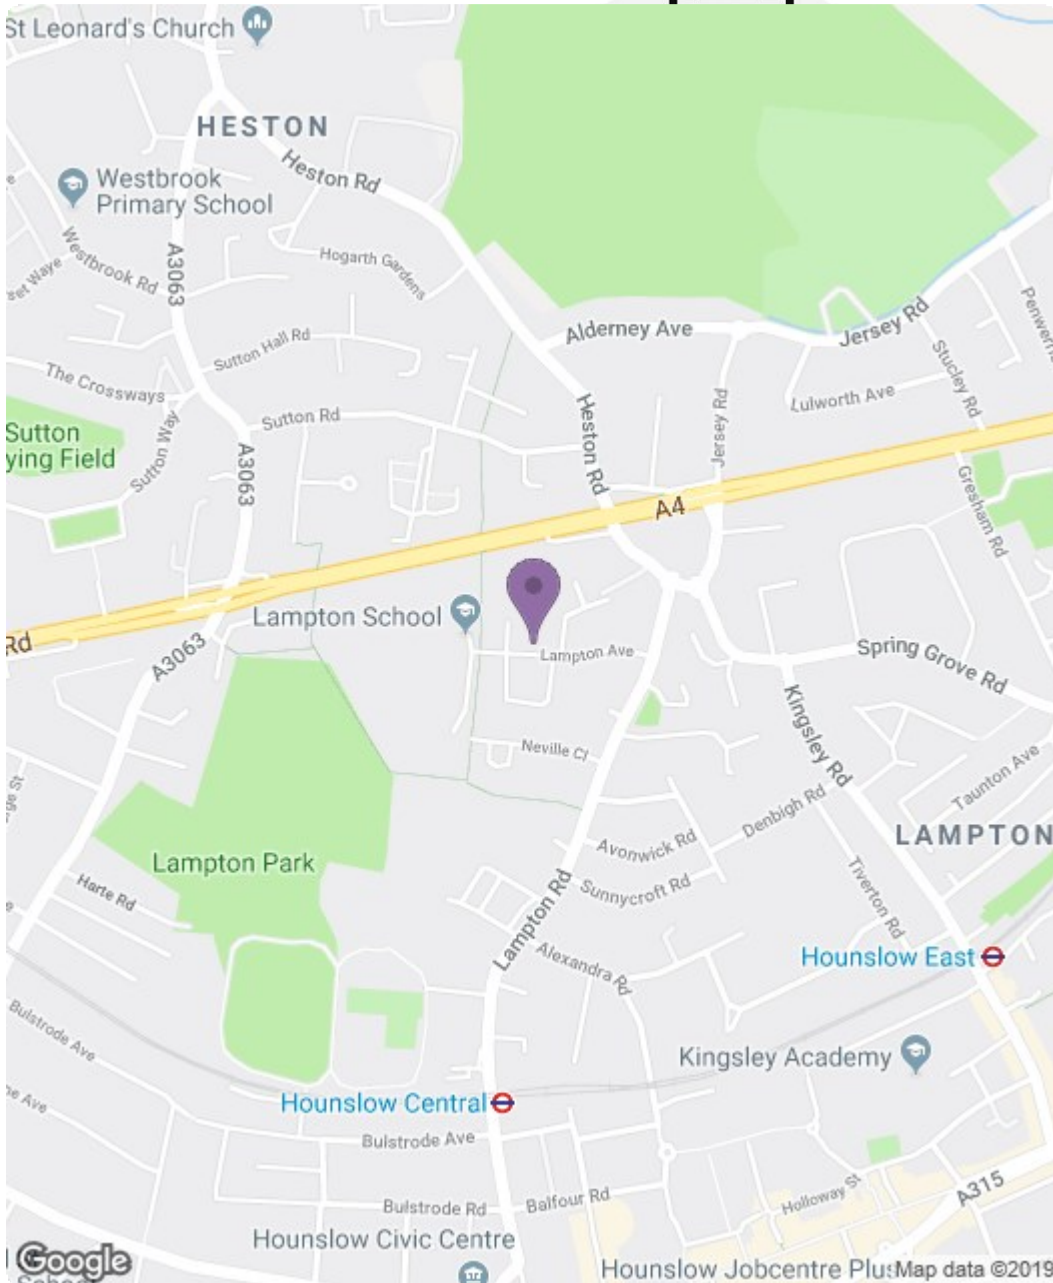 St Leonard's Church
HESTON
Heston Rd
Westbrook
Primary School
Westbrook Rd
A3063
Hogarth Gardens
Alderney Ave
Jersey Rd
Sutton Hall Rd
Stucley Rd
The Crossways
Lulworth Ave
Jersey Rd
Sutton Rd
Heston Rd
Sutton
ying Field
Sutton Way
A3063
A4
Gresham Rd
Lampton School
Rd
A3063
Lampton Ave
Spring Grove Rd
Kingsley Rd
Neville Cl
Taunton Ave
Denbigh Rd
LAMPTON
Avonwick Rd
Lampton Park
Sunnycroft Rd
Harte Rd
Tiverton Rd
Lampton Rd
Alexandra Rd
Hounslow East
Bulstrode Ave
Kingsley Academy
Hounslow Central
Bulstrode Ave
Holloway St
A315
Bulstrode Rd
Balfour Rd
Hounslow Civic Centre
Google
Hounslow Jobcentre Plus
Map data ©2019